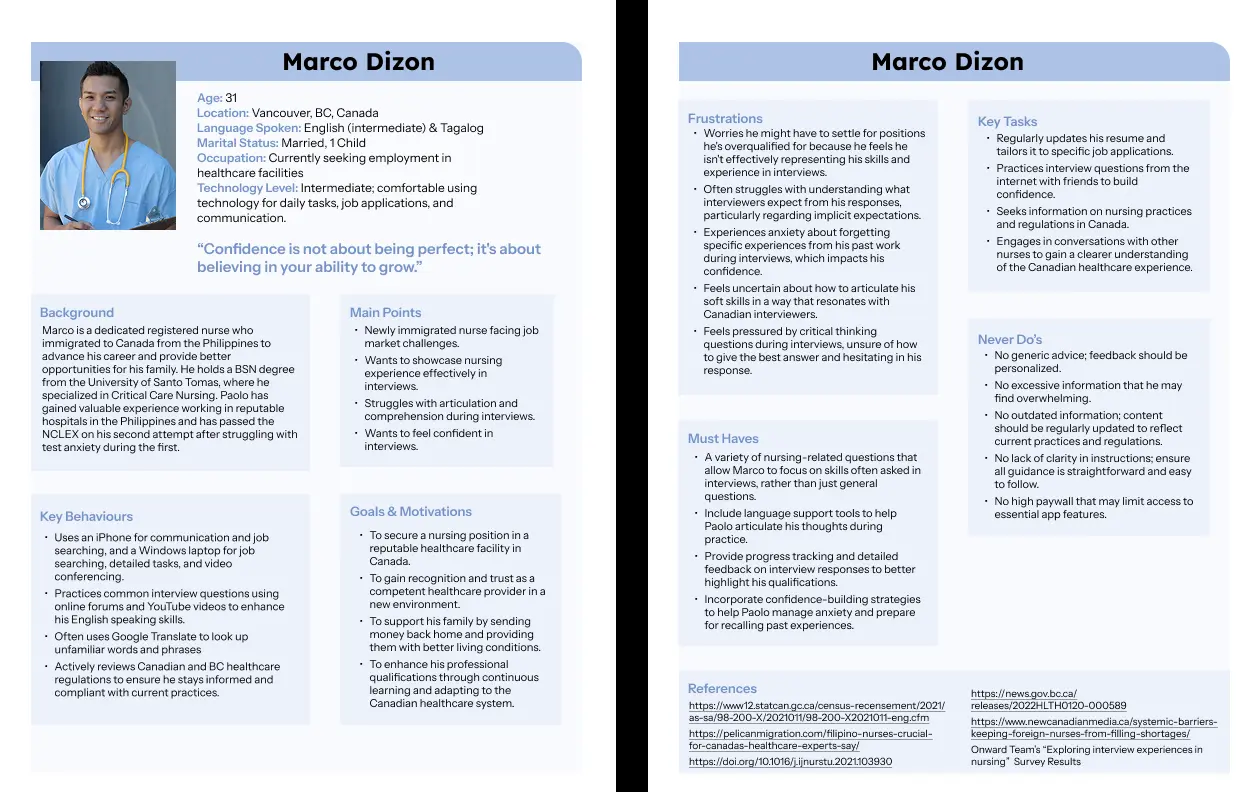 Marco Dizon
Age: 31
Location: Vancouver, BC, Canada
Language Spoken: English (intermediate) & Tagalog
Marital Status: Married, 1 Child
Occupation: Currently seeking employment in
healthcare facilities
Technology Level: Intermediate; comfortable using
technology for daily tasks, job applications, and
communication.
“Confidence is not about being perfect; it's about
believing in your ability to grow.”
Background
Marco is a dedicated registered nurse who
immigrated to Canada from the Philippines to
advance his career and provide better
opportunities for his family. He holds a BSN degree
from the University of Santo Tomas, where he
specialized in Critical Care Nursing. Paolo has
gained valuable experience working in reputable
hospitals in the Philippines and has passed the
NCLEX on his second attempt after struggling with
test anxiety during the first.
Main Points
• Newly immigrated nurse facing job
market challenges.
• Wants to showcase nursing
experience effectively in
interviews.
• Struggles with articulation and
comprehension during interviews.
• Wants to feel confident in
interviews.
Key Behaviours
• Uses an iPhone for communication and job
searching, and a Windows laptop for job
searching, detailed tasks, and video
conferencing.
• Practices common interview questions using
online forums and YouTube videos to enhance
his English speaking skills.
• Often uses Google Translate to look up
unfamiliar words and phrases
• Actively reviews Canadian and BC healthcare
regulations to ensure he stays informed and
compliant with current practices.
Goals & Motivations
• To secure a nursing position in a
reputable healthcare facility in
Canada.
• To gain recognition and trust as a
competent healthcare provider in a
new environment.
• To support his family by sending
money back home and providing
them with better living conditions.
• To enhance his professional
qualifications through continuous
learning and adapting to the
Canadian healthcare system.
Marco Dizon
Frustrations
• Worries he might have to settle for positions
he's overqualified for because he feels he
isn't effectively representing his skills and
experience in interviews.
• Often struggles with understanding what
interviewers expect from his responses,
particularly regarding implicit expectations.
• Experiences anxiety about forgetting
specific experiences from his past work
during interviews, which impacts his
confidence.
• Feels uncertain about how to articulate his
soft skills in a way that resonates with
Canadian interviewers.
• Feels pressured by critical thinking
questions during interviews, unsure of how
to give the best answer and hesitating in his
response.
Must Haves
• A variety of nursing-related questions that
allow Marco to focus on skills often asked in
interviews, rather than just general
questions.
• Include language support tools to help
Paolo articulate his thoughts during
practice.
• Provide progress tracking and detailed
feedback on interview responses to better
highlight his qualifications.
• Incorporate confidence-building strategies
to help Paolo manage anxiety and prepare
for recalling past experiences.
Key Tasks
• Regularly updates his resume and
tailors it to specific job applications.
• Practices interview questions from the
internet with friends to build
confidence.
• Seeks information on nursing practices
and regulations in Canada.
• Engages in conversations with other
nurses to gain a clearer understanding
of the Canadian healthcare experience.
Never Do's
• No generic advice; feedback should be
personalized.
• No excessive information that he may
find overwhelming.
• No outdated information; content
should be regularly updated to reflect
current practices and regulations.
• No lack of clarity in instructions; ensure
all guidance is straightforward and easy
to follow.
• No high paywall that may limit access to
essential app features.
References
https://www12.statcan.gc.ca/census-recensement/2021/
as-sa/98-200-X/2021011/98-200-X2021011-eng.cfm
https://pelicanmigration.com/filipino-nurses-crucial-
for-canadas-healthcare-experts-say/
https://doi.org/10.1016/j.ijnurstu.2021.103930
https://news.gov.bc.ca/
releases/2022HLTH0120-000589
https://www.newcanadianmedia.ca/systemic-barriers-
keeping-foreign-nurses-from-filling-shortages/
Onward Team's “Exploring interview experiences in
nursing” Survey Results